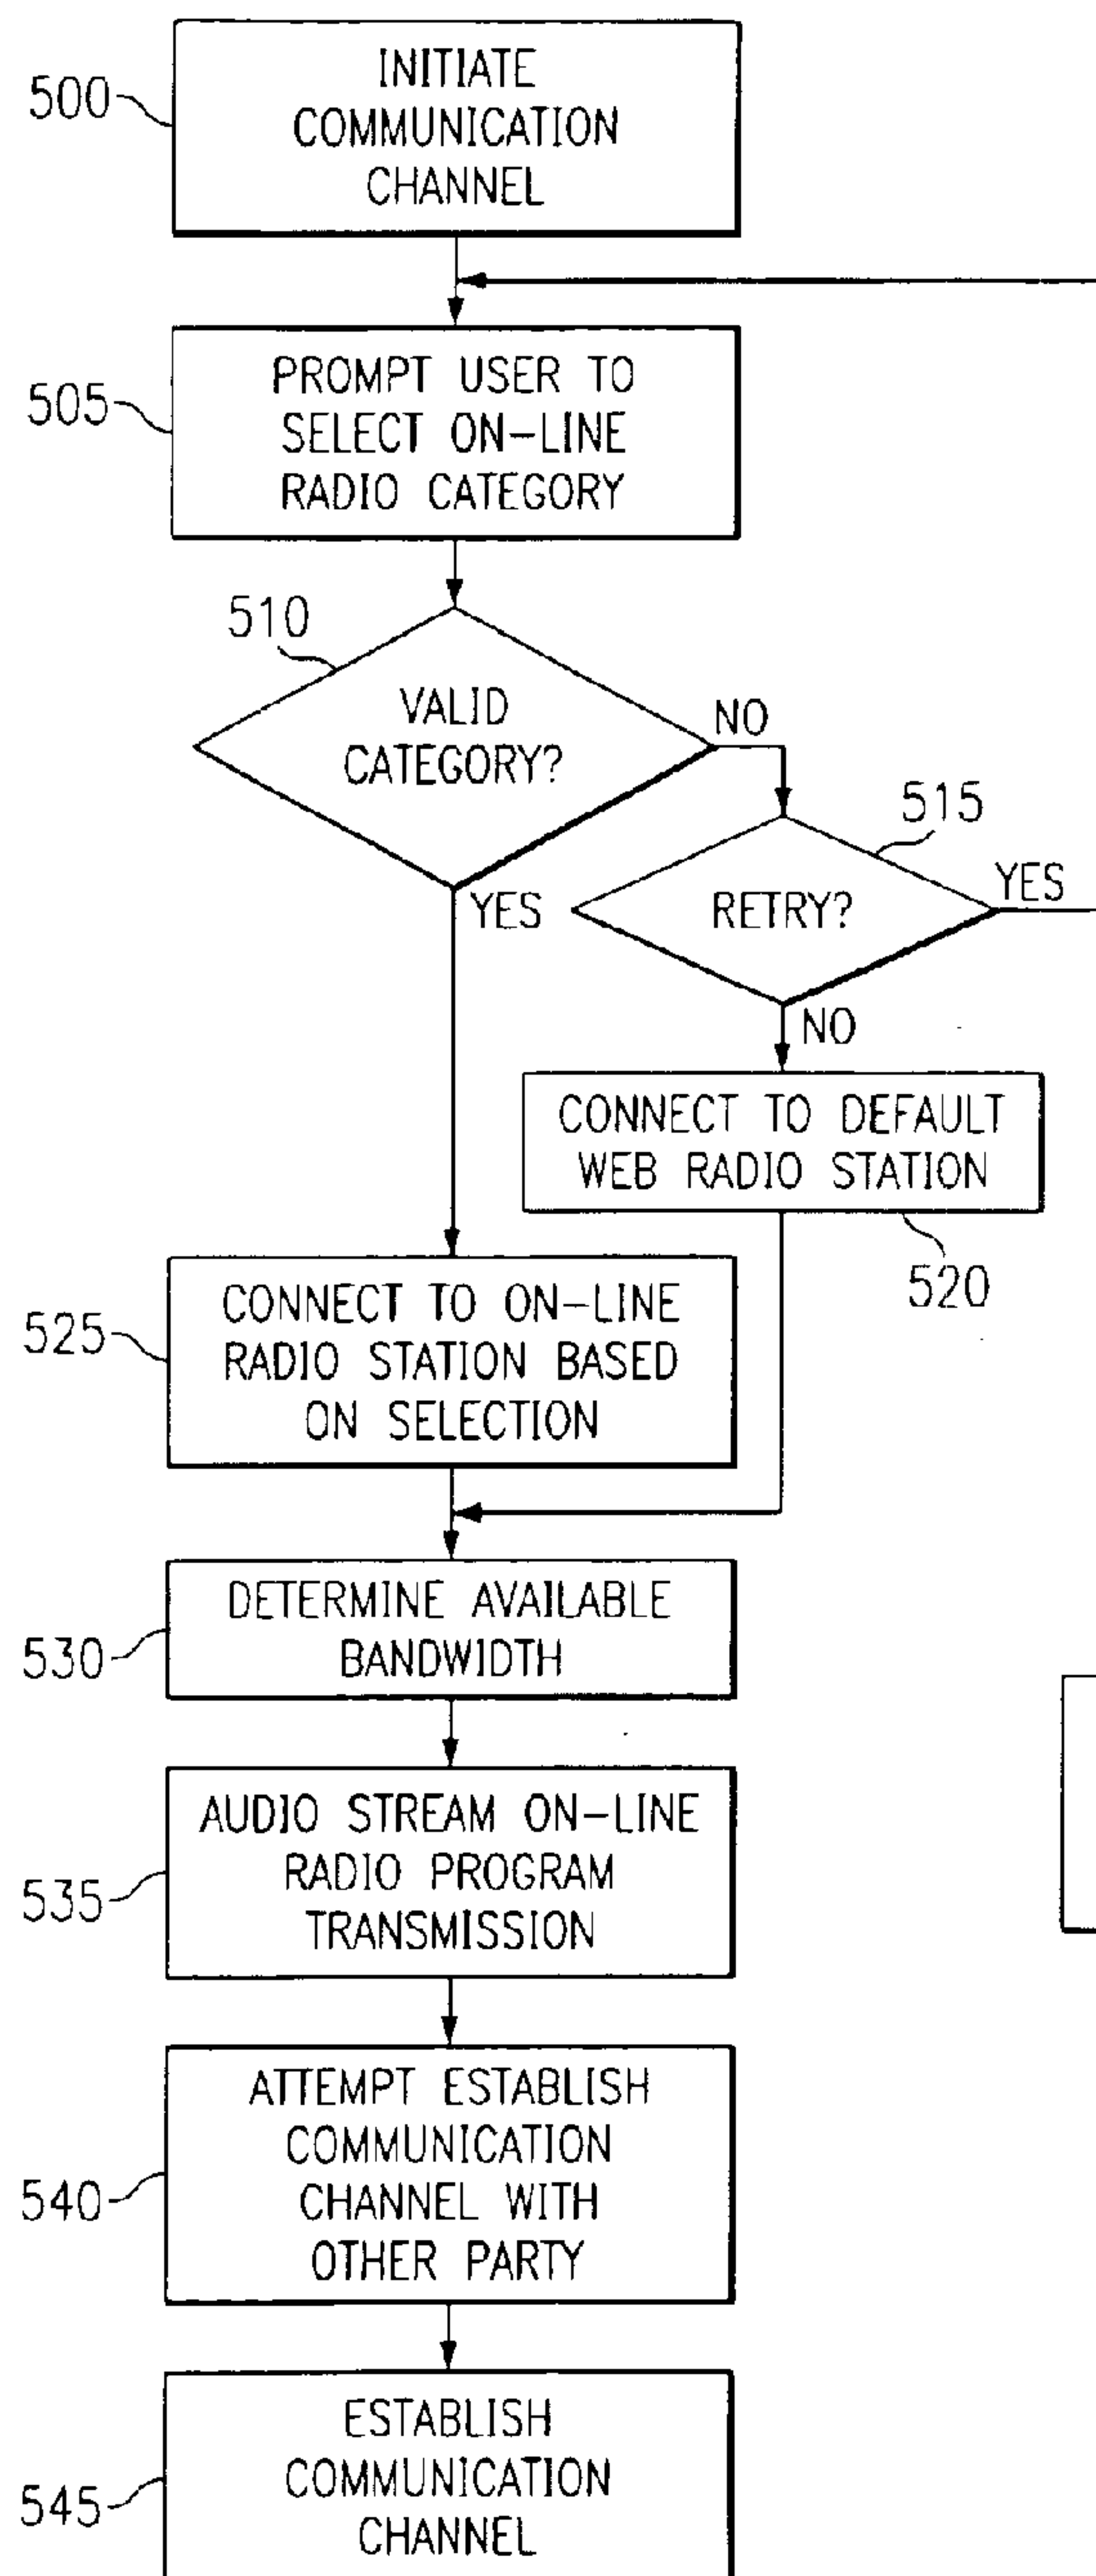 500
INITIATE
COMMUNICATION
CHANNEL
505
PROMPT USER TO
SELECT ON-LINE
RADIO CATEGORY
510
VALID
CATEGORY?
NO
YES
515
RETRY?
YES
NO
CONNECT TO DEFAULT
WEB RADIO STATION
520
525
CONNECT TO ON-LINE
RADIO STATION BASED
ON SELECTION
530
DETERMINE AVAILABLE
BANDWIDTH
535
AUDIO STREAM ON-LINE
RADIO PROGRAM
TRANSMISSION
540
ATTEMPT ESTABLISH
COMMUNICATION
CHANNEL WITH
OTHER PARTY
545
ESTABLISH
COMMUNICATION
CHANNEL